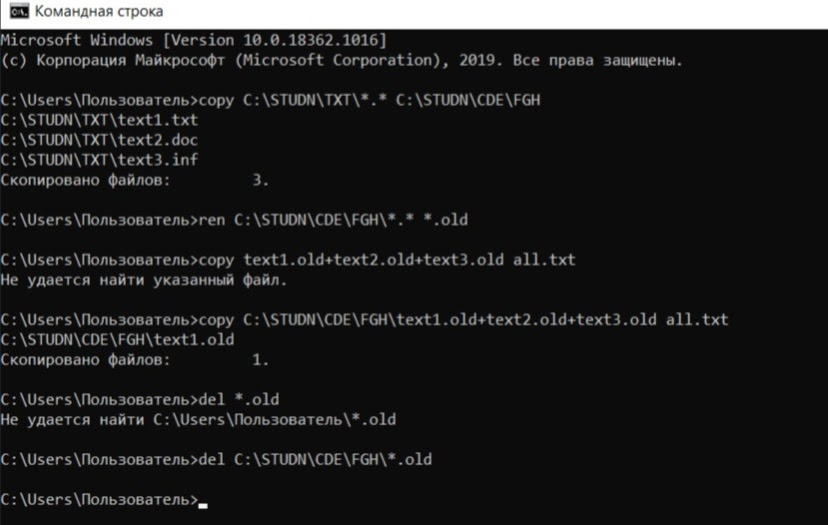 Командная строка
Microsoft Windows [Version 10.0.18362.1016]
(c) Корпорация Майкрософт (Microsoft Corporation), 2019. Все права защищены.
C:\Users\Пользователь>copy C:\STUDN\TXT\*.* C:\STUDN\CDE\FGH
C:\STUDN\TXT\text1.txt
C:\STUDN\TXT\text2.doc
C:\STUDN\TXT\text3.inf
Скопировано файлов:         3.
C:\Users\Пользователь>ren C:\STUDN\CDE\FGH\*.* *.old
C:\Users\Пользователь>copy text1.old+text2.old+text3.old all.txt
Не удается найти указанный файл.
C:\Users\Пользователь>copy C:\STUDN\CDE\FGH\text1.old+text2.old+text3.old all.txt
C:\STUDN\CDE\FGH\text1.old
Скопировано файлов:         1.
C:\Users\Пользователь>del *.old
Не удается найти C:\Users\Пользователь\*.old
C:\Users\Пользователь>del C:\STUDN\CDE\FGH\*.old
C:\Users\Пользователь>